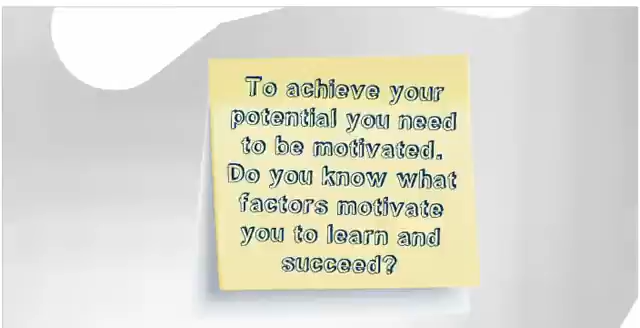 To achieve your
potential you need
to be motivated.
Do you know what
factors motivate
you to learn and
succeed?